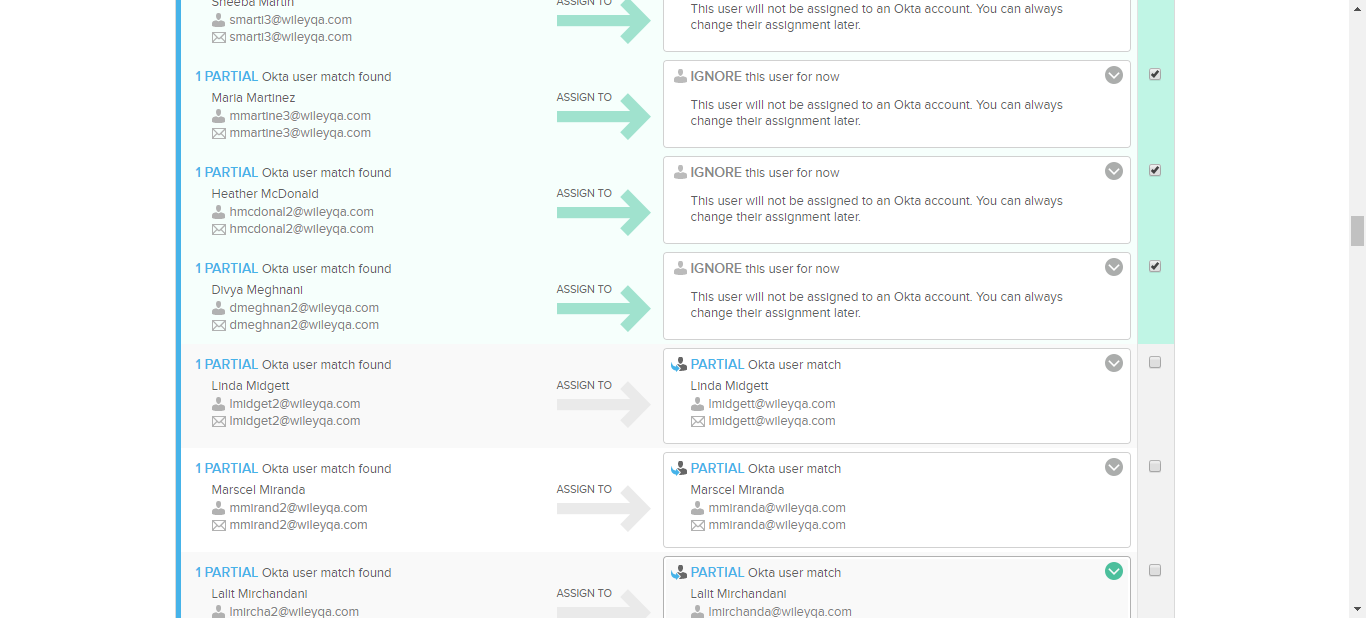 Sheeba Martin
smarti3@wileyqa.com
smarti3@wileyqa.com
ASSIGN TO
This user will not be assigned to an Okta account. You can always
change their assignment later.
1 PARTIAL Okta user match found
Maria Martinez
mmartine3@wileyqa.com
mmartine3@wileyqa.com
ASSIGN TO
IGNORE this user for now
This user will not be assigned to an Okta account. You can always
change their assignment later.
1 PARTIAL Okta user match found
Heather McDonald
hmcdonal2@wileyqa.com
hmcdonal2@wileyqa.com
ASSIGN TO
IGNORE this user for now
This user will not be assigned to an Okta account. You can always
change their assignment later.
1 PARTIAL Okta user match found
Divya Meghnani
dmeghnan2@wileyqa.com
dmeghnan2@wileyqa.com
ASSIGN TO
IGNORE this user for now
This user will not be assigned to an Okta account. You can always
change their assignment later.
1 PARTIAL Okta user match found
Linda Midgett
lmidget2@wileyqa.com
lmidget2@wileyqa.com
ASSIGN TO
PARTIAL Okta user match
Linda Midgett
lmidgett@wileyqa.com
lmidgett@wileyqa.com
1 PARTIAL Okta user match found
Marscel Miranda
mmirand2@wileyqa.com
mmirand2@wileyqa.com
ASSIGN TO
PARTIAL Okta user match
Marscel Miranda
mmiranda@wileyqa.com
mmiranda@wileyqa.com
1 PARTIAL Okta user match found
Lalit Mirchandani
lmircha2@wileyqa.com
ASSIGN TO
PARTIAL Okta user match
Lalit Mirchandani
lmirchanda@wileyqa.com